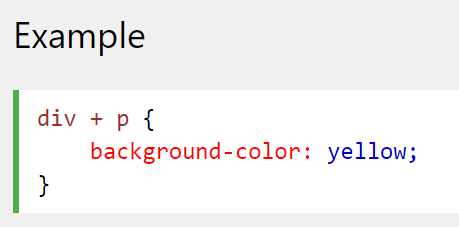 Example
div + p {
    background-color: yellow;
}